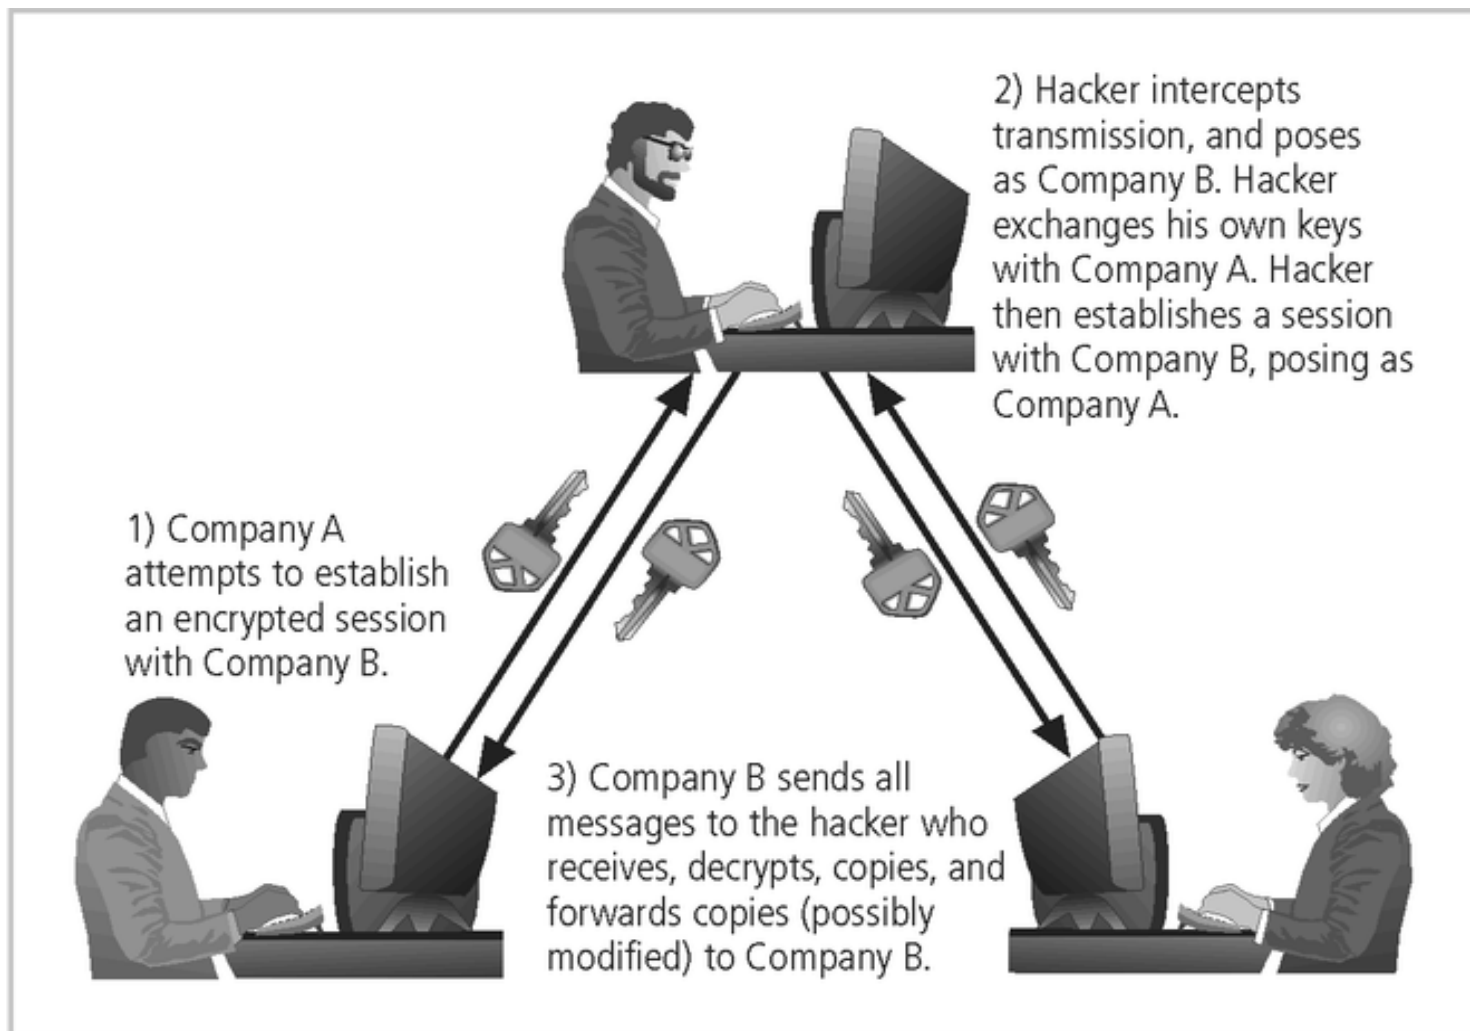 1) Company A
attempts to establish
an encrypted session
with Company B.
2) Hacker intercepts
transmission, and poses
as Company B. Hacker
exchanges his own keys
with Company A. Hacker
then establishes a session
with Company B, posing as
Company A.
3) Company B sends all
messages to the hacker who
receives, decrypts, copies, and
forwards copies (possibly
modified) to Company B.